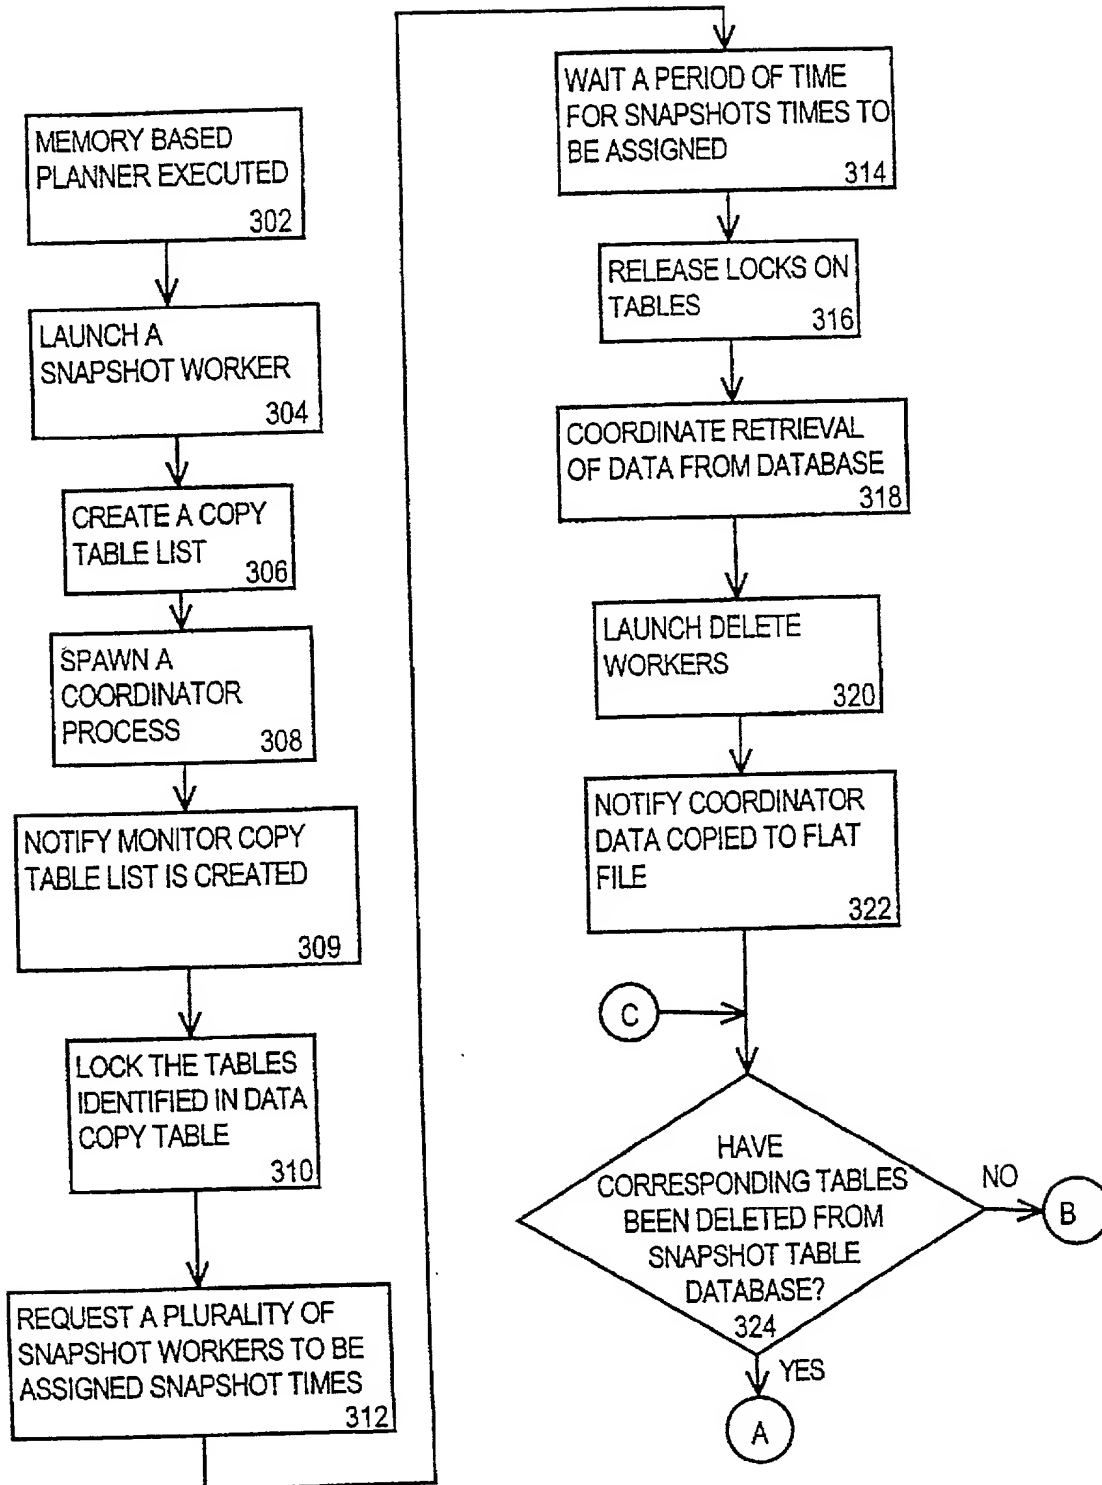 MEMORY BASED
PLANNER EXECUTED
302
LAUNCH A
SNAPSHOT WORKER
304
CREATE A COPY
TABLE LIST
306
SPAWN A
COORDINATOR
PROCESS
308
NOTIFY MONITOR COPY
TABLE LIST IS CREATED
309
LOCK THE TABLES
IDENTIFIED IN DATA
COPY TABLE
310
REQUEST A PLURALITY OF
SNAPSHOT WORKERS TO BE
ASSIGNED SNAPSHOT TIMES
312
WAIT A PERIOD OF TIME
FOR SNAPSHOTS TIMES TO
BE ASSIGNED
314
RELEASE LOCKS ON
TABLES
316
COORDINATE RETRIEVAL
OF DATA FROM DATABASE
318
LAUNCH DELETE
WORKERS
320
NOTIFY COORDINATOR
DATA COPIED TO FLAT
FILE
322
C
HAVE
CORRESPONDING TABLES
BEEN DELETED FROM
SNAPSHOT TABLE
DATABASE?
324
NO
B
YES
A